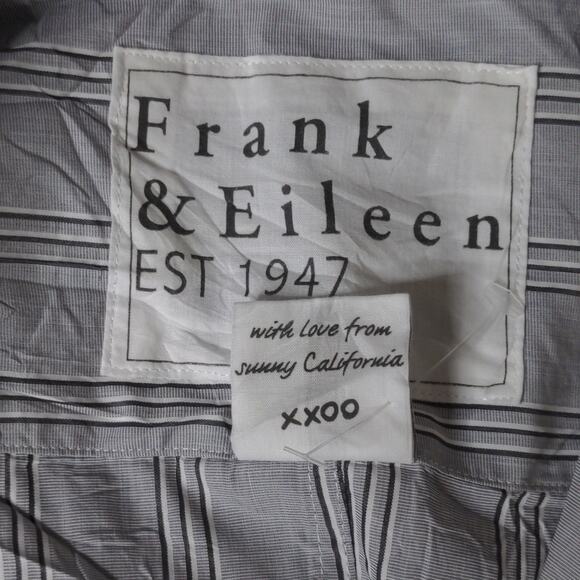 Frank
& Eileen
EST 1947
with love from
sunny California
XXOO